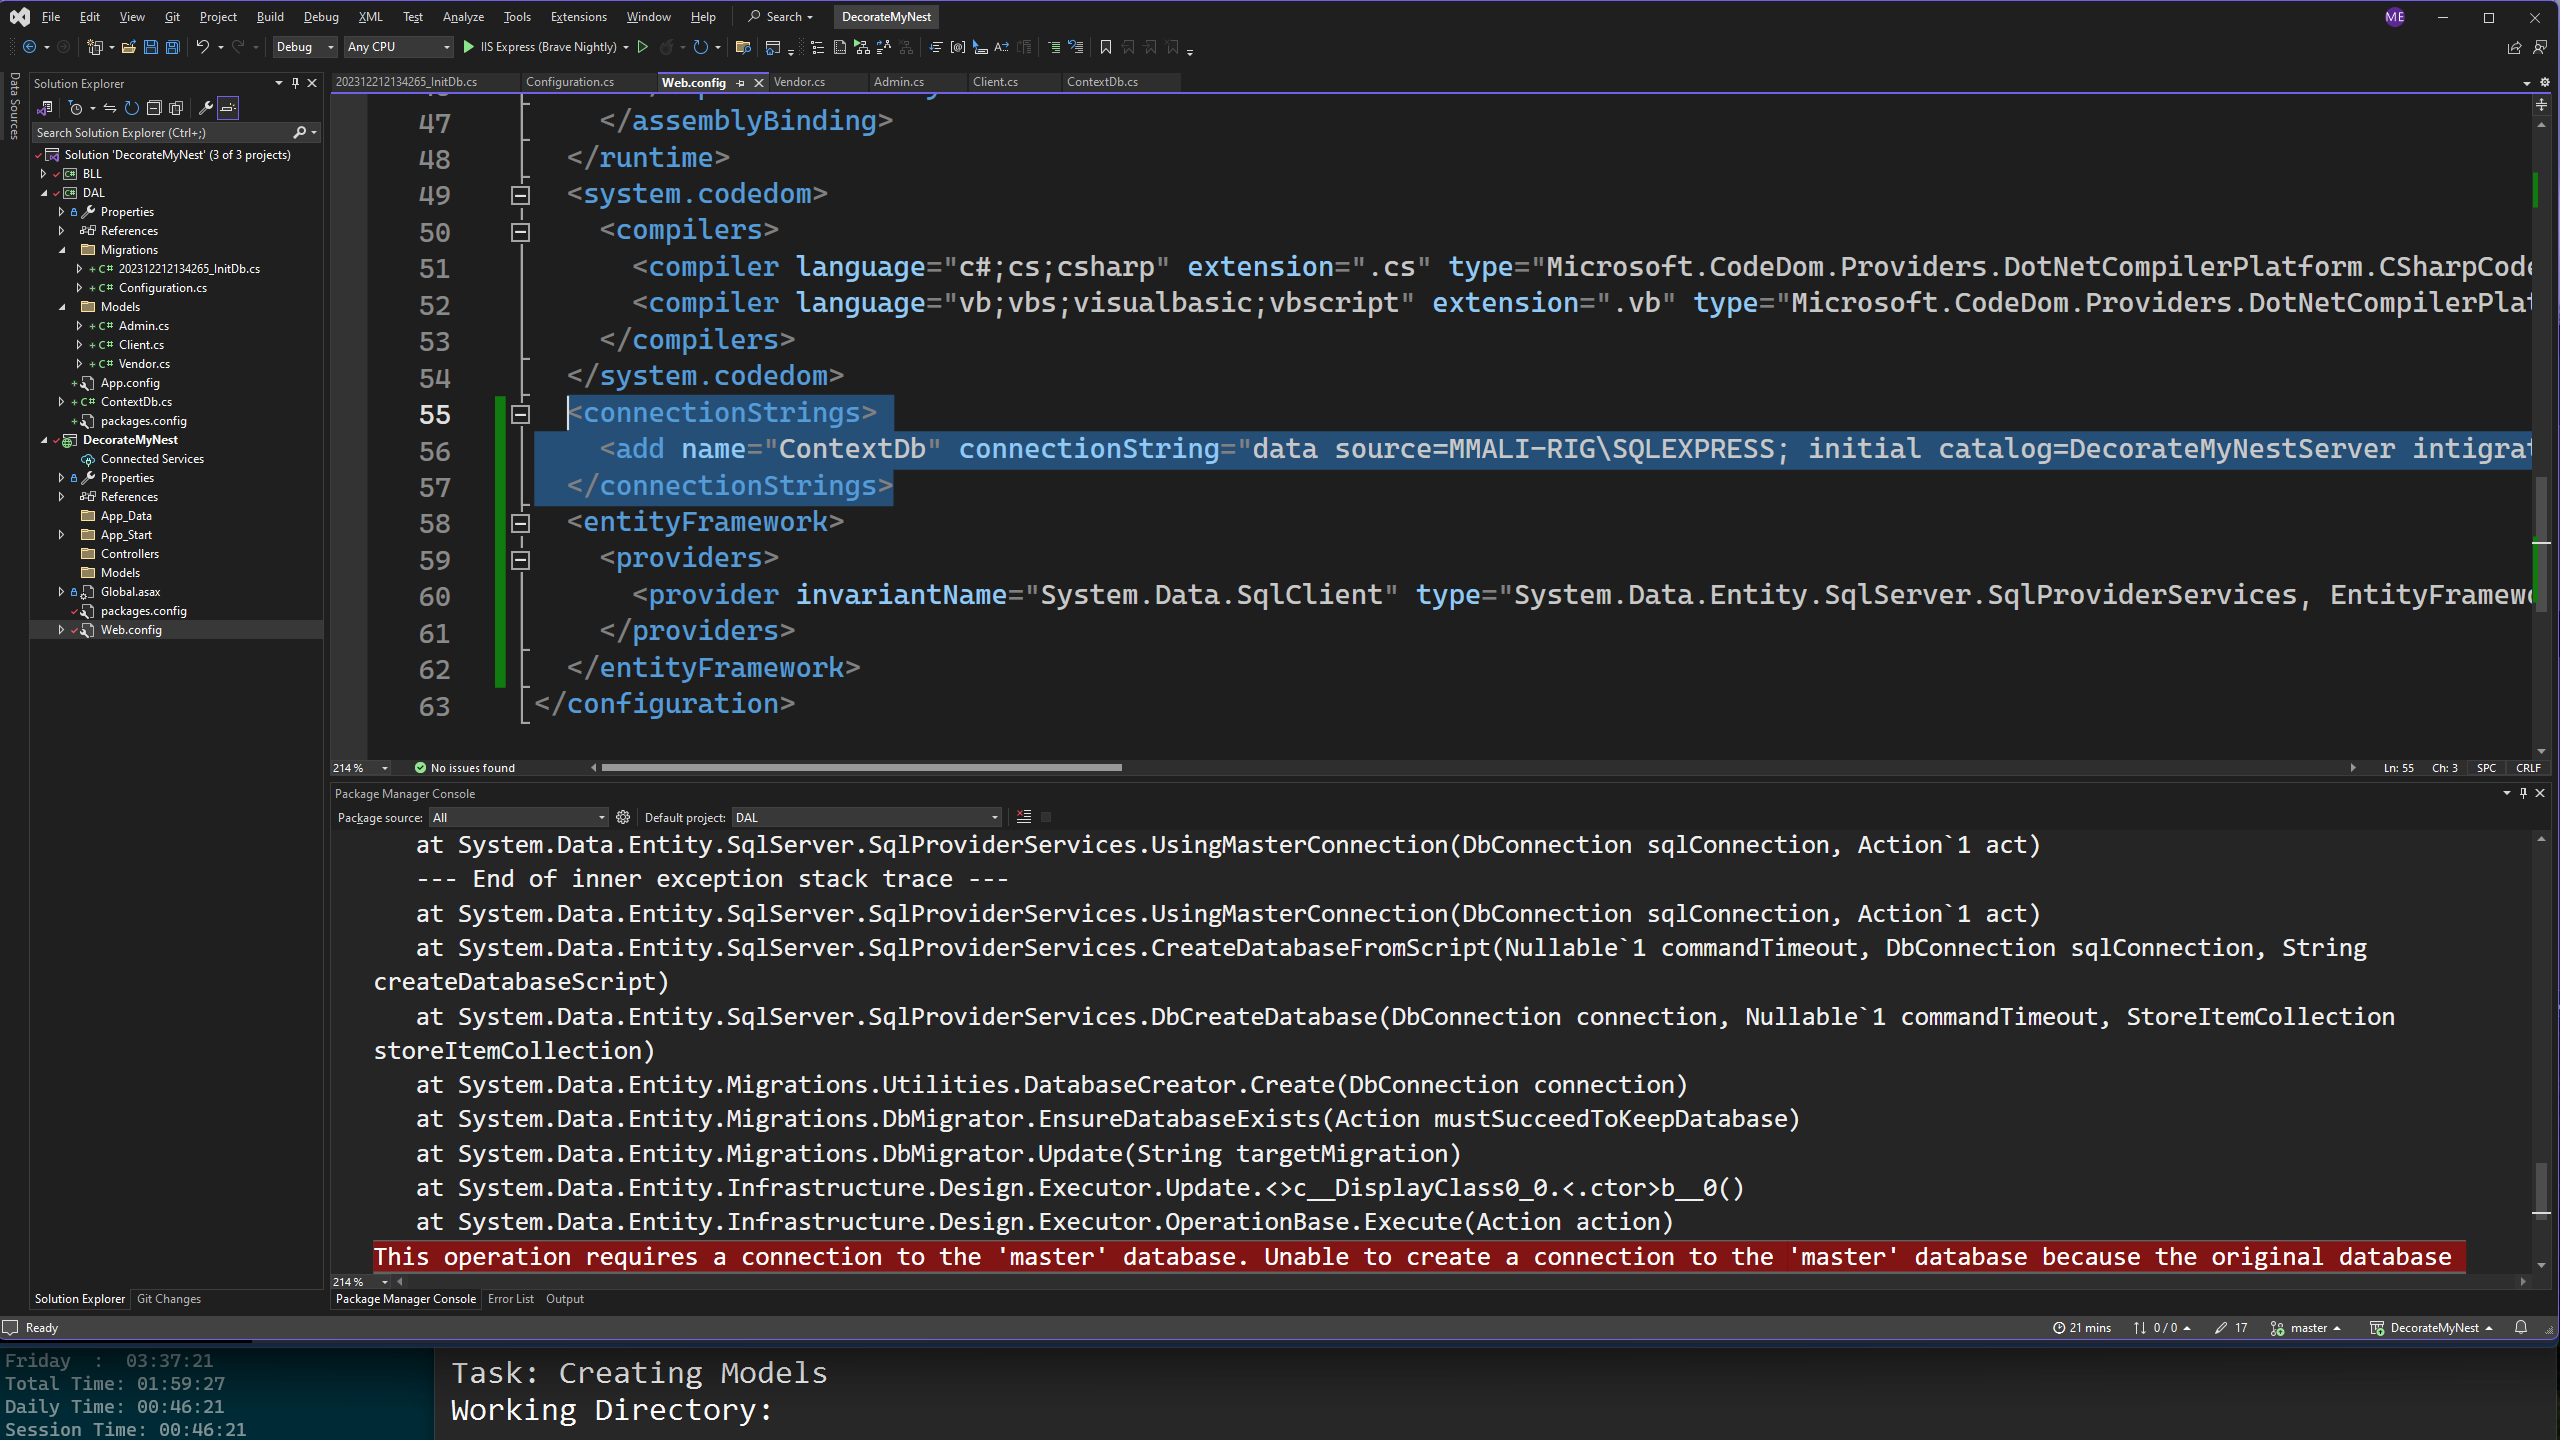 File Edit View Git Project Build Debug XML Test Analyze Tools Extensions Window Help Search DecorateMyNest ME
Debug Any CPU IIS Express (Brave Nightly)
Data Sources
Solution Explorer
Search Solution Explorer (Ctrl+;)
Solution 'DecorateMyNest' (3 of 3 projects)
BLL
DAL
Properties
References
Migrations
202312212134265_InitDb.cs
Configuration.cs
Models
Admin.cs
Client.cs
Vendor.cs
App.config
ContextDb.cs
packages.config
DecorateMyNest
Connected Services
Properties
References
App_Data
App_Start
Controllers
Models
Global.asax
packages.config
Web.config
Solution Explorer Git Changes
202312212134265_InitDb.cs Configuration.cs Web.config Vendor.cs Admin.cs Client.cs ContextDb.cs
47 </assemblyBinding>
48 </runtime>
49 <system.codedom>
50 <compilers>
51 <compiler language="c#;cs;csharp" extension=".cs" type="Microsoft.CodeDom.Providers.DotNetCompilerPlatform.CSharpCode
52 <compiler language="vb;vbs;visualbasic;vbscript" extension=".vb" type="Microsoft.CodeDom.Providers.DotNetCompilerPlat
53 </compilers>
54 </system.codedom>
55 <connectionStrings>
56 <add name="ContextDb" connectionString="data source=MMALI-RIG\SQLEXPRESS; initial catalog=DecorateMyNestServer intigrat
57 </connectionStrings>
58 <entityFramework>
59 <providers>
60 <provider invariantName="System.Data.SqlClient" type="System.Data.Entity.SqlServer.SqlProviderServices, EntityFramewo
61 </providers>
62 </entityFramework>
63 </configuration>
214 % No issues found Ln: 55 Ch: 3 SPC CRLF
Package Manager Console
Package source: All Default project: DAL
at System.Data.Entity.SqlServer.SqlProviderServices.UsingMasterConnection(DbConnection sqlConnection, Action`1 act)
--- End of inner exception stack trace ---
at System.Data.Entity.SqlServer.SqlProviderServices.UsingMasterConnection(DbConnection sqlConnection, Action`1 act)
at System.Data.Entity.SqlServer.SqlProviderServices.CreateDatabaseFromScript(Nullable`1 commandTimeout, DbConnection sqlConnection, String
createDatabaseScript)
at System.Data.Entity.SqlServer.SqlProviderServices.DbCreateDatabase(DbConnection connection, Nullable`1 commandTimeout, StoreItemCollection
storeItemCollection)
at System.Data.Entity.Migrations.Utilities.DatabaseCreator.Create(DbConnection connection)
at System.Data.Entity.Migrations.DbMigrator.EnsureDatabaseExists(Action mustSucceedToKeepDatabase)
at System.Data.Entity.Migrations.DbMigrator.Update(String targetMigration)
at System.Data.Entity.Infrastructure.Design.Executor.Update.<>c__DisplayClass0_0.<.ctor>b__0()
at System.Data.Entity.Infrastructure.Design.Executor.OperationBase.Execute(Action action)
This operation requires a connection to the 'master' database. Unable to create a connection to the 'master' database because the original database
214 %
Package Manager Console Error List Output
Ready 21 mins 0 / 0 17 master DecorateMyNest
Friday : 03:37:21
Total Time: 01:59:27
Daily Time: 00:46:21
Session Time: 00:46:21
Task: Creating Models
Working Directory: